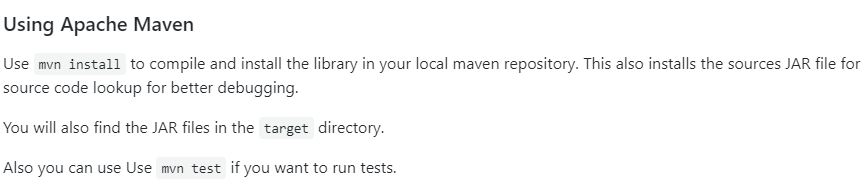 Using Apache Maven
Use mvn install to compile and install the library in your local maven repository. This also installs the sources JAR file for
source code lookup for better debugging.
You will also find the JAR files in the target directory.
Also you can use Use mvn test if you want to run tests.